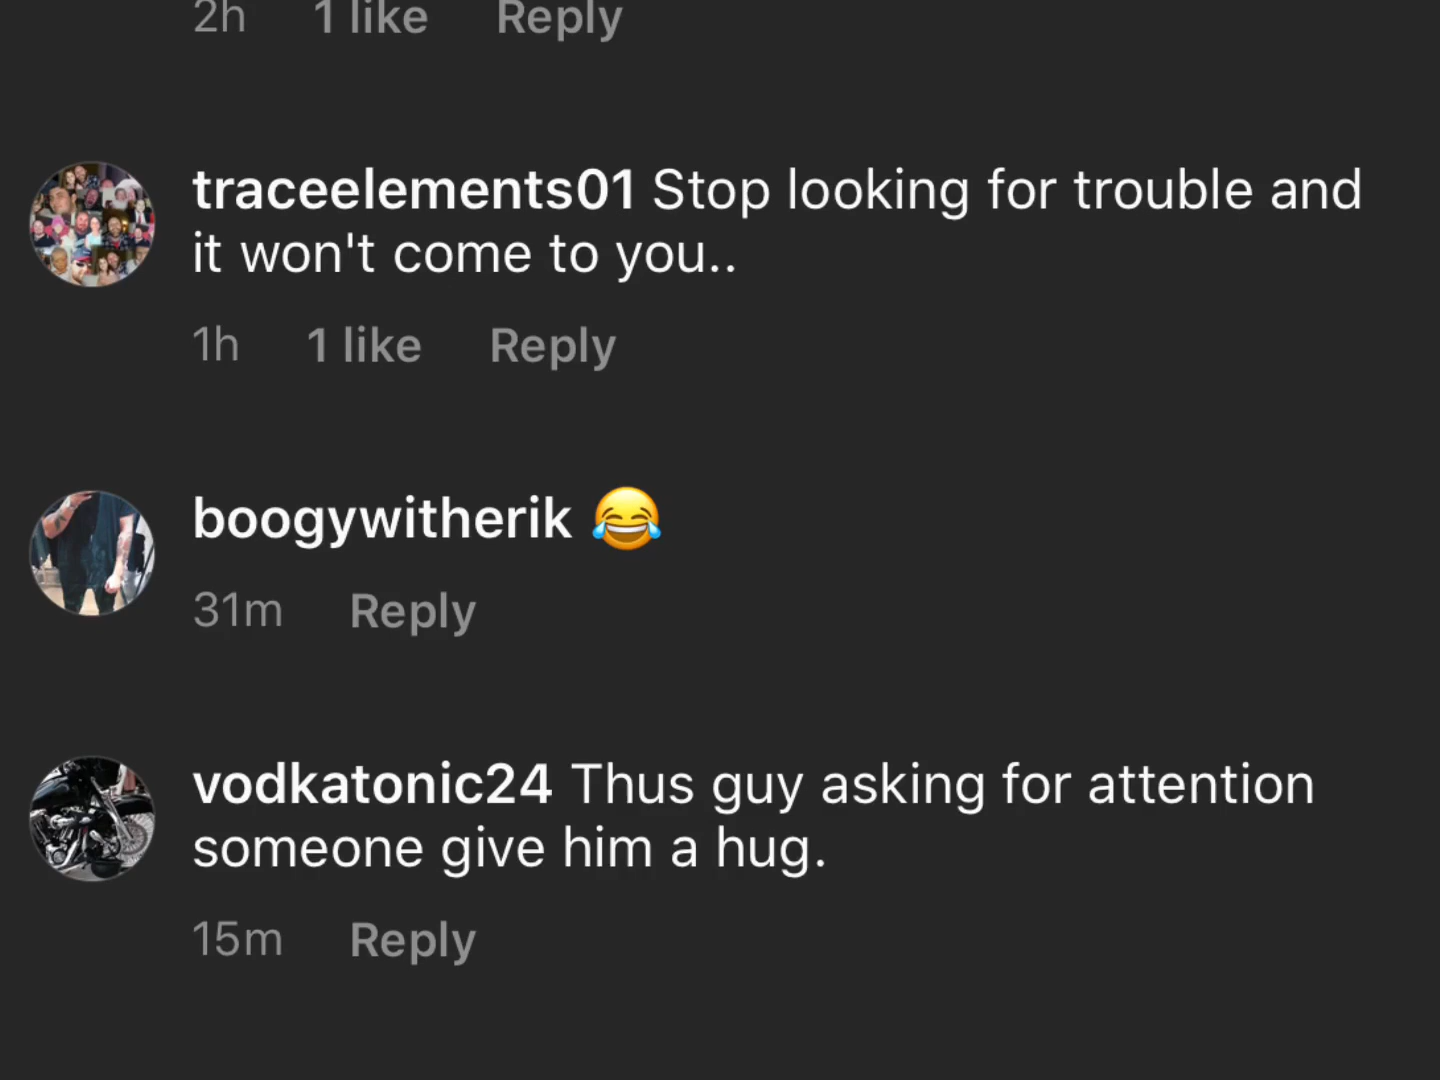 2h 1 like Reply
traceelements01 Stop looking for trouble and
it won't come to you..
1h 1 like Reply
boogywitherik 😂
31m Reply
vodkatonic24 Thus guy asking for attention
someone give him a hug.
15m Reply